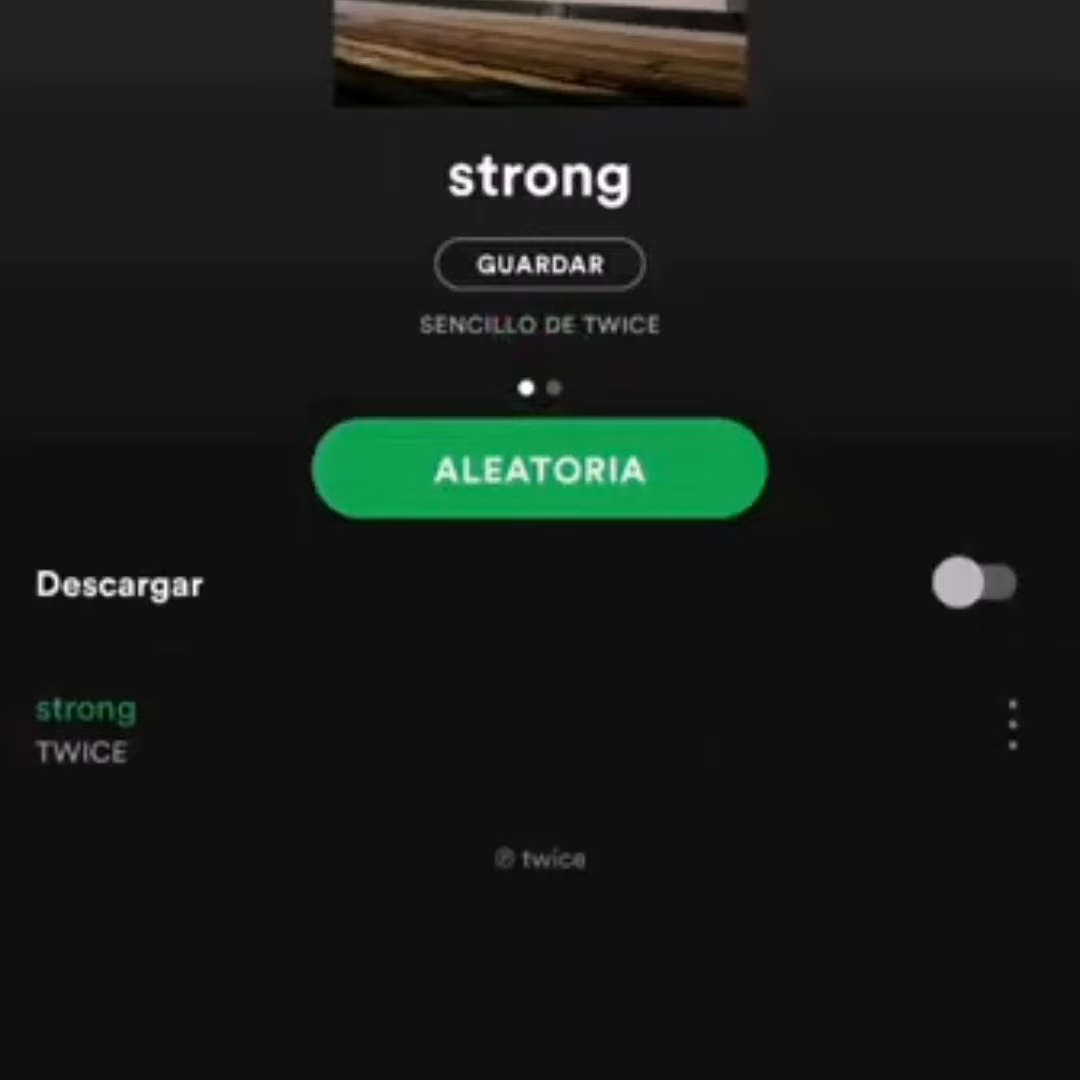 strong
GUARDAR
SENCILLO DE TWICE
ALEATORIA
Descargar
strong
TWICE
℗ twice